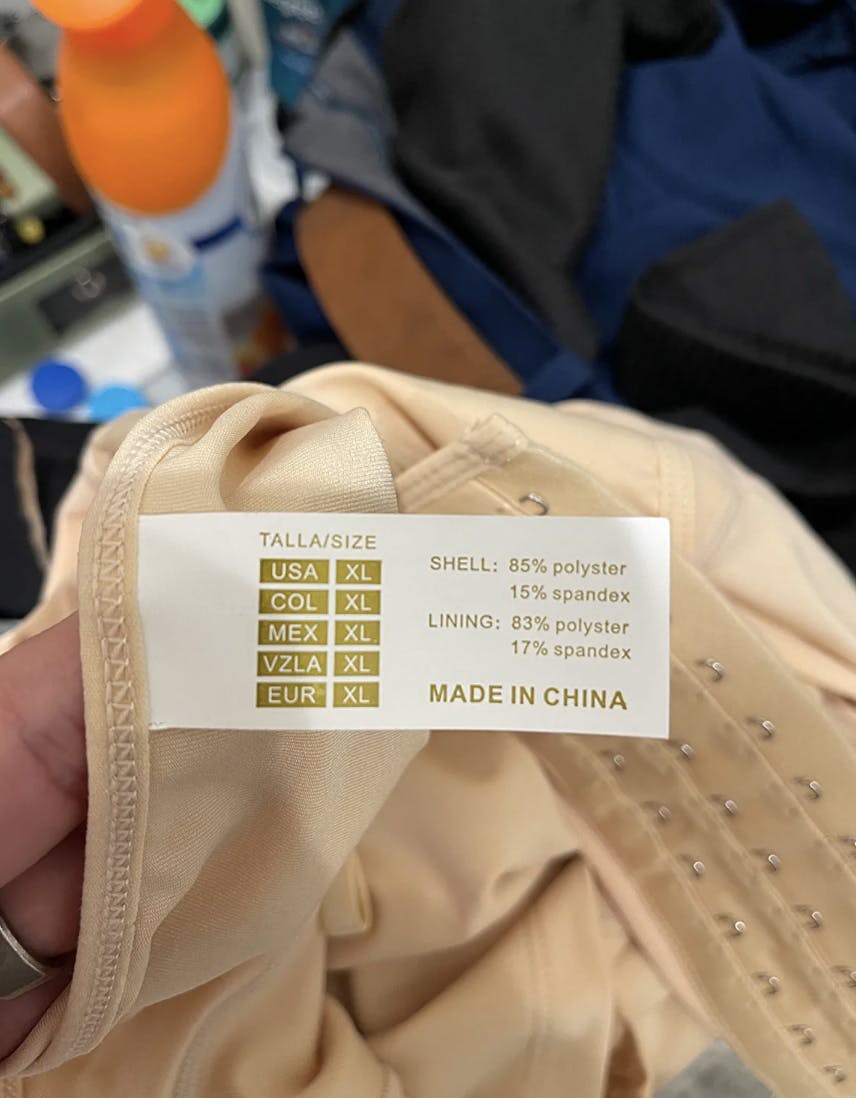 TALLA/SIZE
USA XL
COL XL
MEX XL
VZLA XL
EUR XL
SHELL: 85% polyster
15% spandex
LINING: 83% polyster
17% spandex
MADE IN CHINA